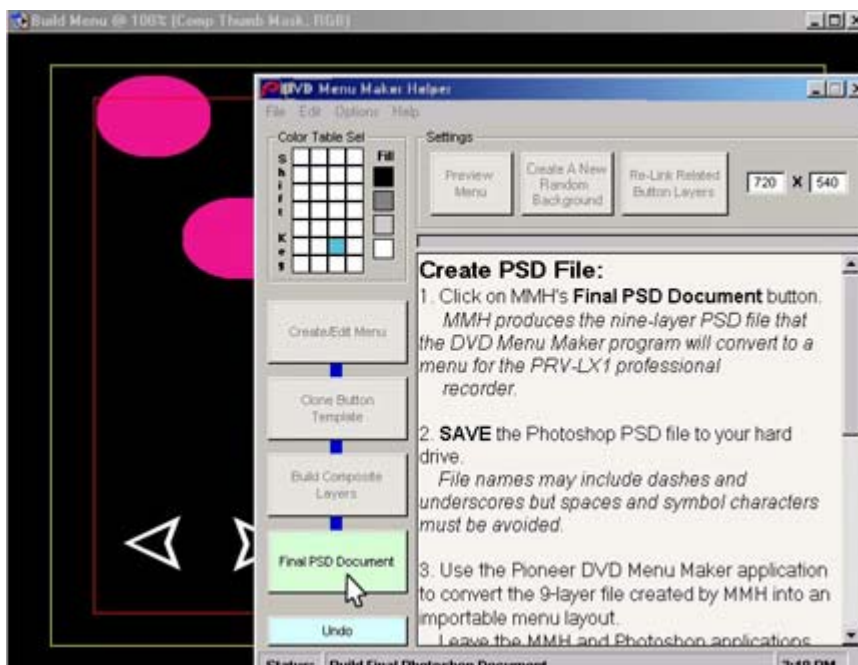 Build Menu @ 100% (Comp Thumb Mask, RGB)
DVD Menu Maker Helper
File Edit Options Help
Color Table Sel
Shift Key
Fill
Settings
Preview
Menu
Create A New
Random
Background
Re-Link Related
Button Layers
720 X 540
Create/Edit Menu
Clone Button
Template
Build Composite
Layers
Final PSD Document
Undo
Create PSD File:
1. Click on MMH's Final PSD Document button.
MMH produces the nine-layer PSD file that
the DVD Menu Maker program will convert to a
menu for the PRV-LX1 professional
recorder.
2. SAVE the Photoshop PSD file to your hard
drive.
File names may include dashes and
underscores but spaces and symbol characters
must be avoided.
3. Use the Pioneer DVD Menu Maker application
to convert the 9-layer file created by MMH into an
importable menu layout.
Leave the MMH and Photoshop applications
Status: Build Final Photoshop Document
2:48 PM